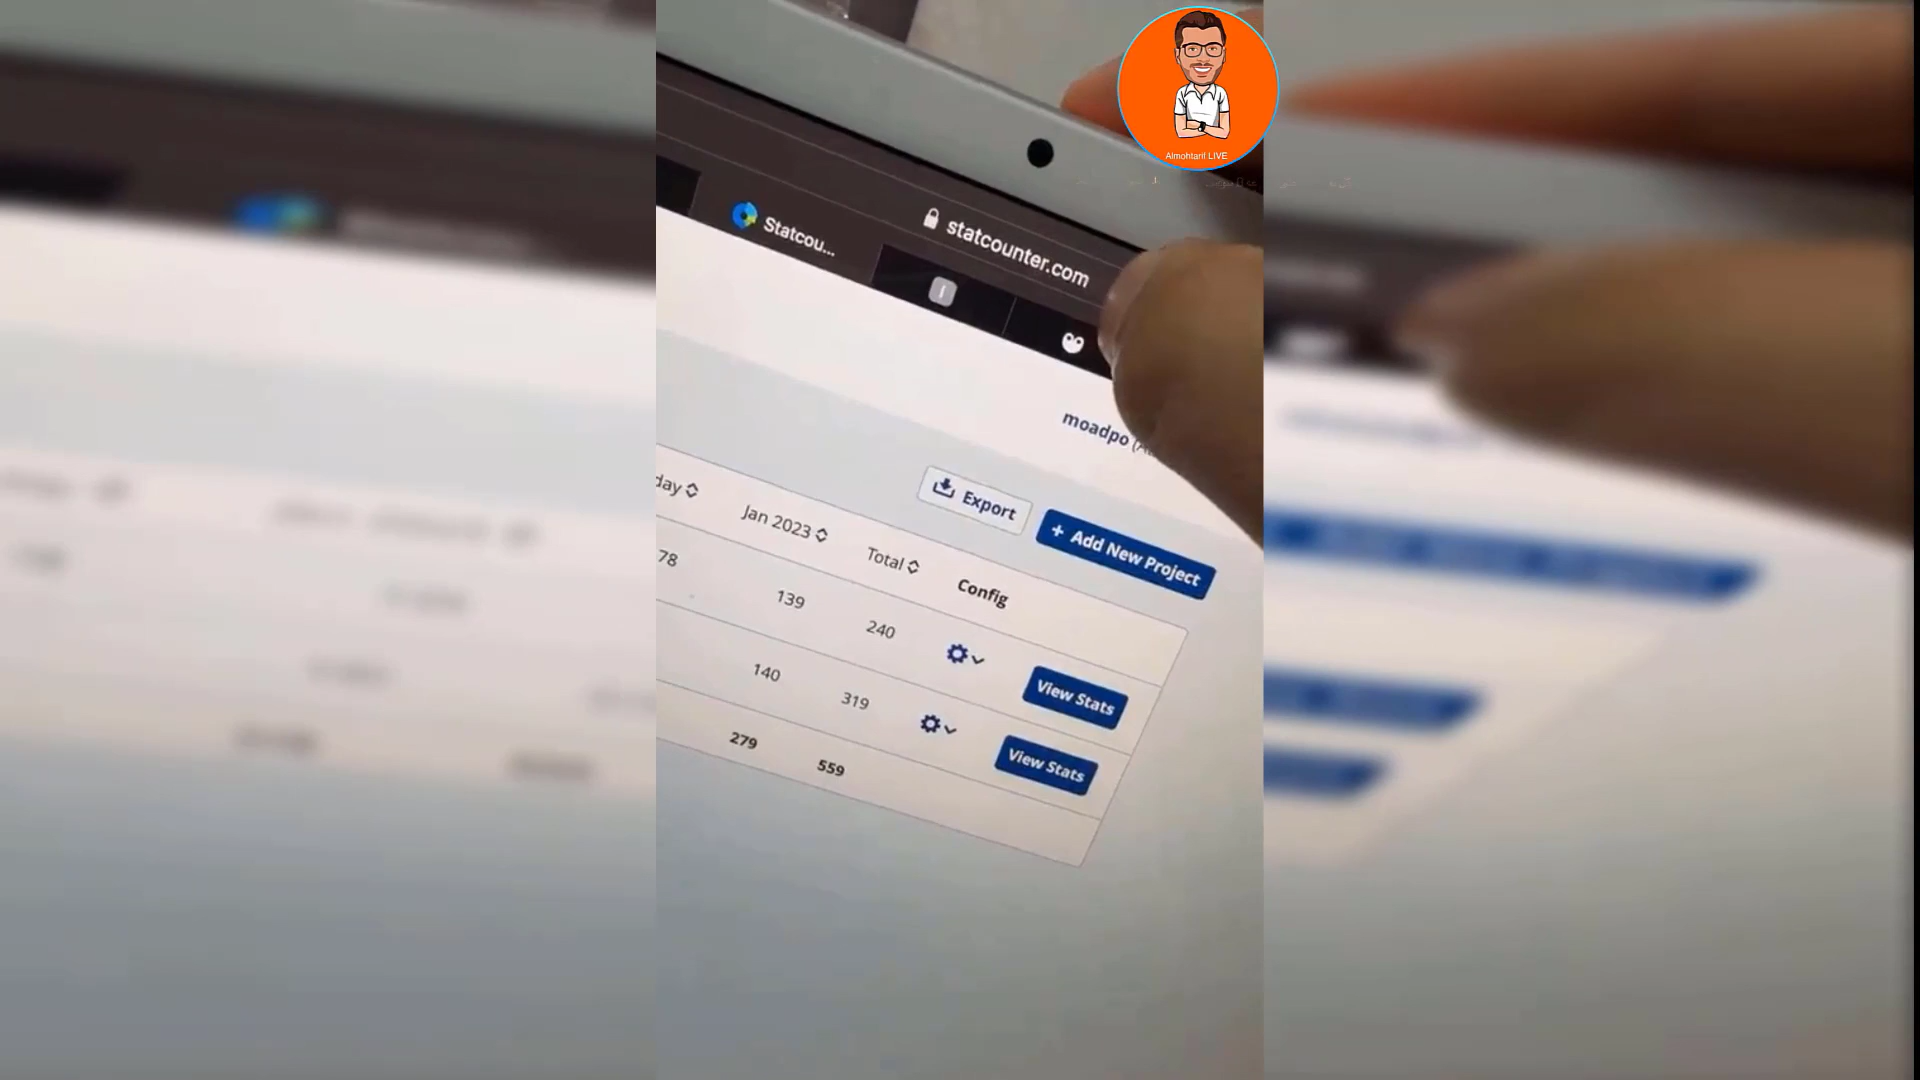 Almohtarif LIVE
statcounter.com
Statcou...
moadpo
Export
+ Add New Project
day
Jan 2023
Total
Config
78
139
240
View Stats
140
319
View Stats
279
559